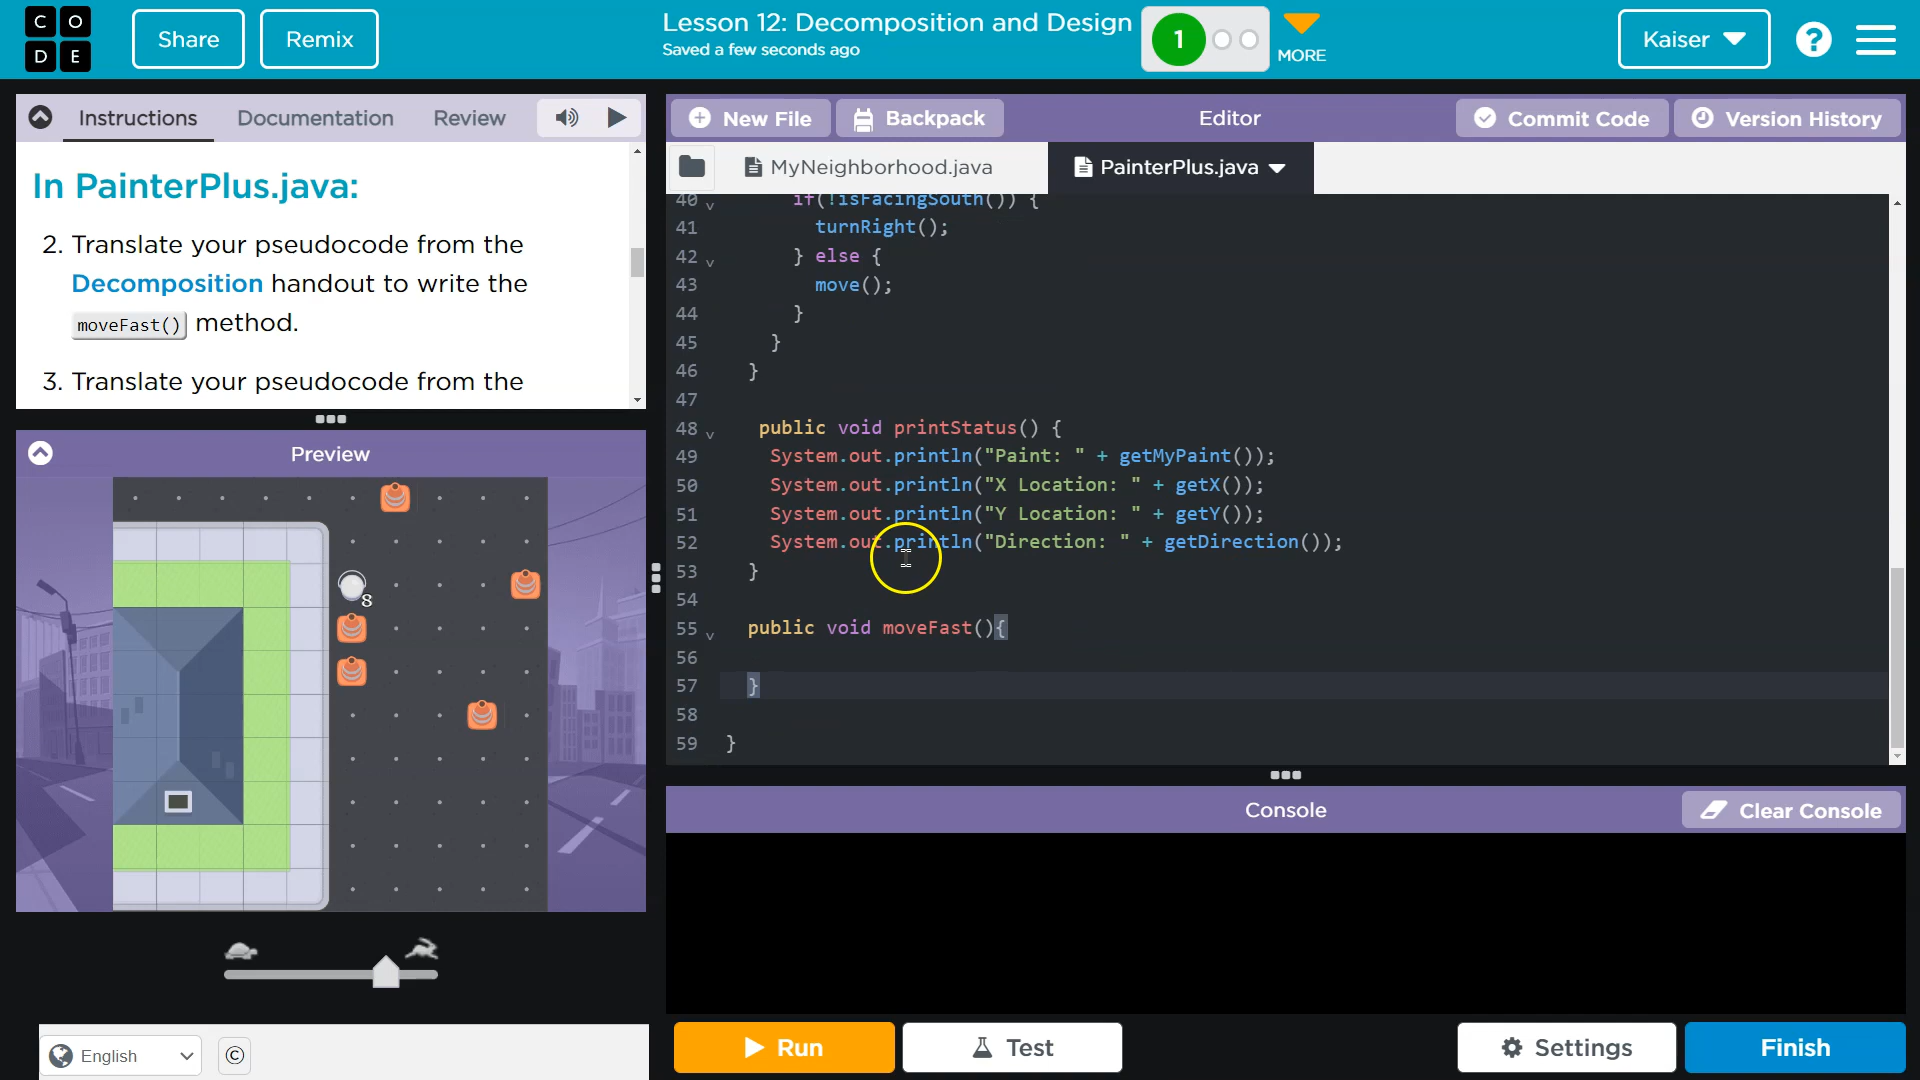 C O
D E
Share
Remix
Lesson 12: Decomposition and Design
Saved a few seconds ago
1
MORE
Kaiser
?
Instructions
Documentation
Review
In PainterPlus.java:
2. Translate your pseudocode from the
Decomposition handout to write the
moveFast() method.
3. Translate your pseudocode from the
Preview
8
English
©
New File
Backpack
Editor
Commit Code
Version History
MyNeighborhood.java
PainterPlus.java
40 if(!isFacingSouth()) {
41 turnRight();
42 } else {
43 move();
44 }
45 }
46 }
47
48 public void printStatus() {
49 System.out.println("Paint: " + getMyPaint());
50 System.out.println("X Location: " + getX());
51 System.out.println("Y Location: " + getY());
52 System.out.println("Direction: " + getDirection());
53 }
54
55 public void moveFast(){
56
57 }
58
59 }
Console
Clear Console
Run
Test
Settings
Finish